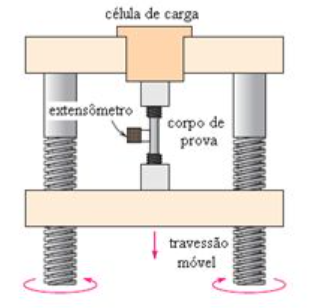 célula de carga
extensômetro
corpo de
prova
travessão
móvel